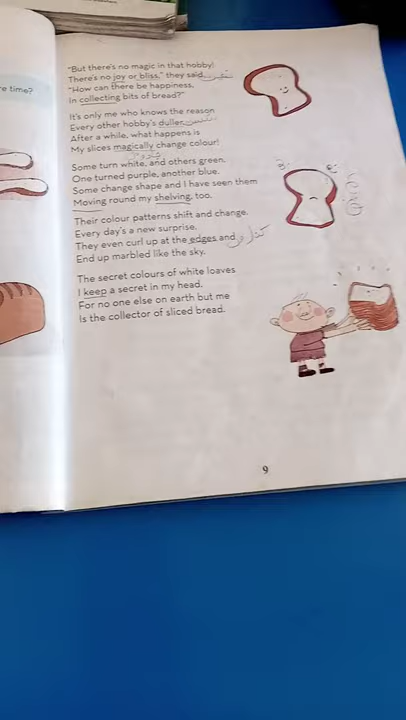 e time?
"But there's no magic in that hobby!
There's no joy or bliss," they said.
"How can there be happiness,
In collecting bits of bread?"
It's only me who knows the reason
Every other hobby's duller.
After a while, what happens is
My slices magically change colour!
Some turn white, and others green.
One turned purple, another blue.
Some change shape and I have seen them
Moving round my shelving, too.
Their colour patterns shift and change.
Every day's a new surprise.
They even curl up at the edges and
End up marbled like the sky.
The secret colours of white loaves
I keep a secret in my head.
For no one else on earth but me
Is the collector of sliced bread.
9